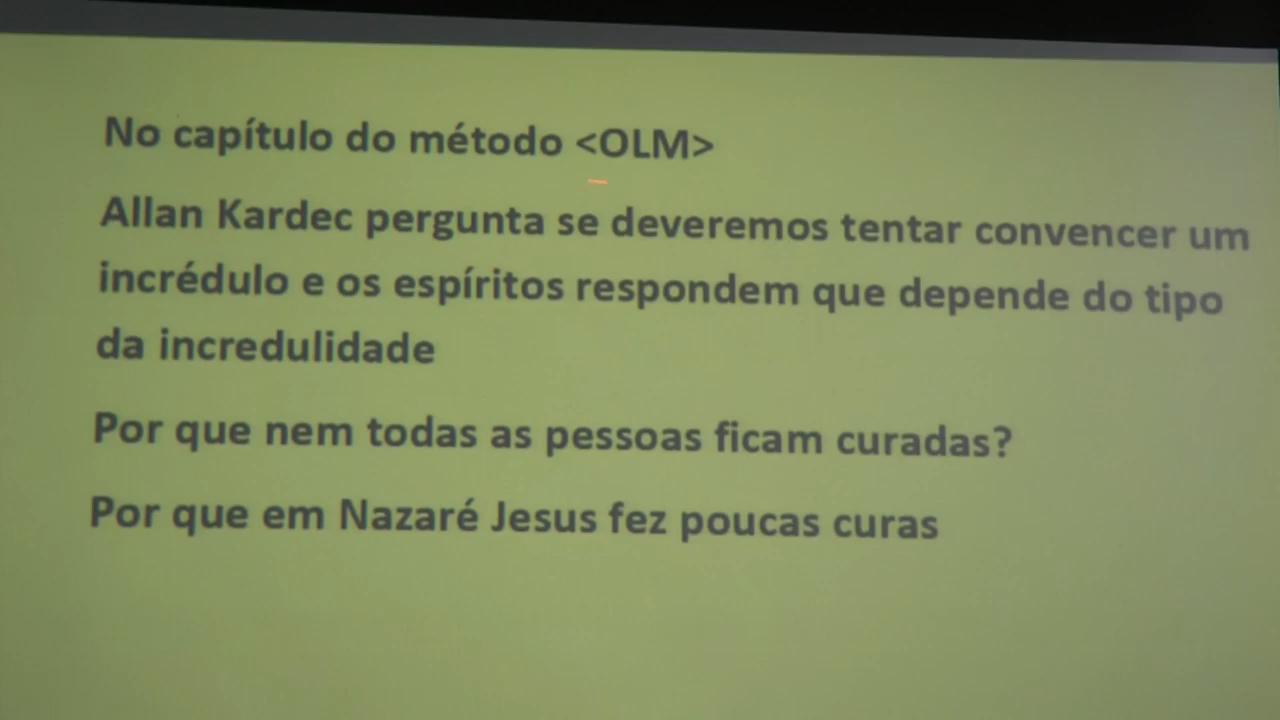 No capítulo do método <OLM>
Allan Kardec pergunta se deveremos tentar convencer um
incrédulo e os espíritos respondem que depende do tipo
da incredulidade
Por que nem todas as pessoas ficam curadas?
Por que em Nazaré Jesus fez poucas curas